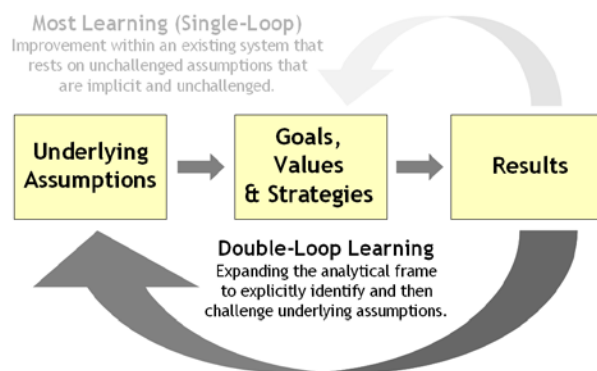 Most Learning (Single-Loop)
Improvement within an existing system that
rests on unchallenged assumptions that
are implicit and unchallenged.
Underlying
Assumptions
Goals,
Values
& Strategies
Results
Double-Loop Learning
Expanding the analytical frame
to explicitly identify and then
challenge underlying assumptions.